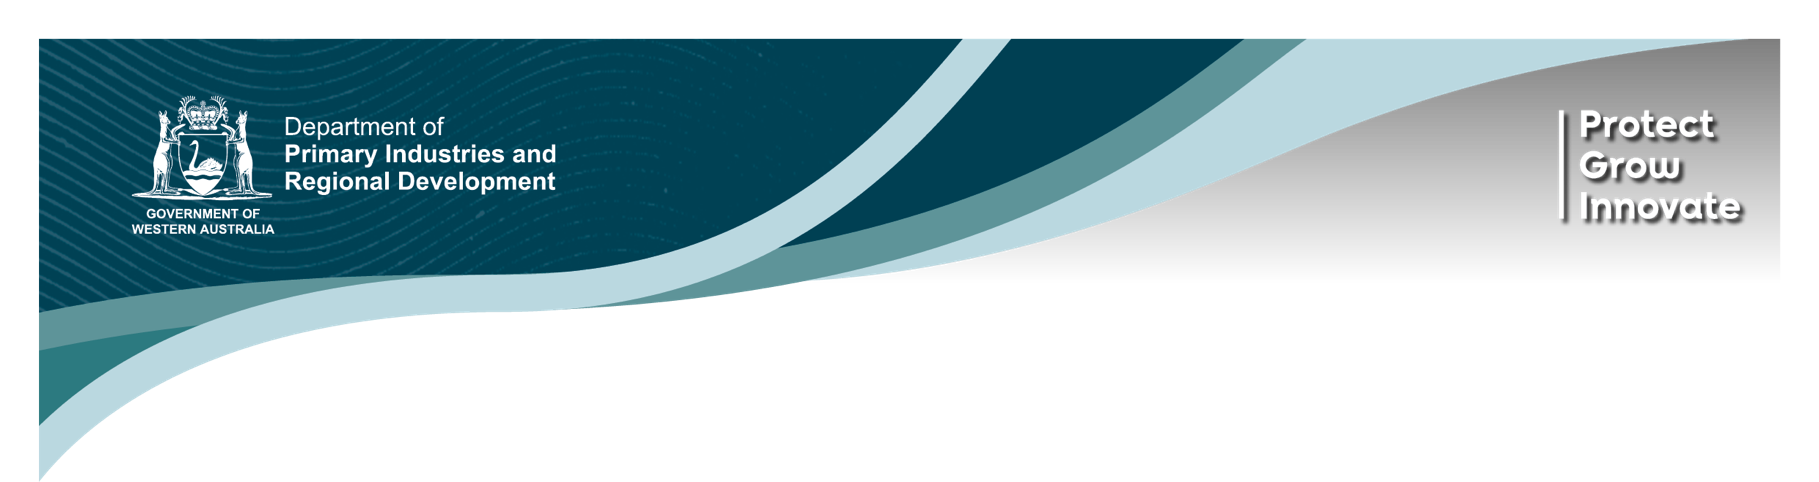 Department of
Primary Industries and
Regional Development
GOVERNMENT OF
WESTERN AUSTRALIA
Protect
Grow
Innovate